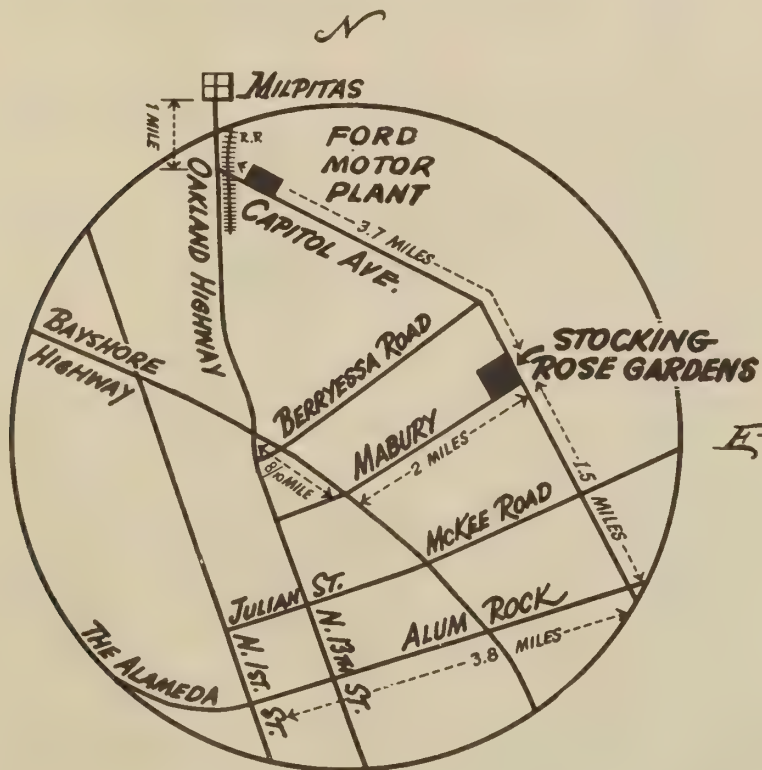 N
MILPITAS
1 MILE
R.R
FORD
MOTOR
PLANT
OAKLAND HIGHWAY
CAPITOL AVE.
3.7 MILES
BAYSHORE
HIGHWAY
BERRYESSA ROAD
STOCKING
ROSE GARDENS
E
MABURY
8/10 MILE
2 MILES
1.5 MILES
MCKEE ROAD
JULIAN ST.
ALUM ROCK
THE ALAMEDA
N. 1ST. ST.
N. 13TH ST.
3.8 MILES